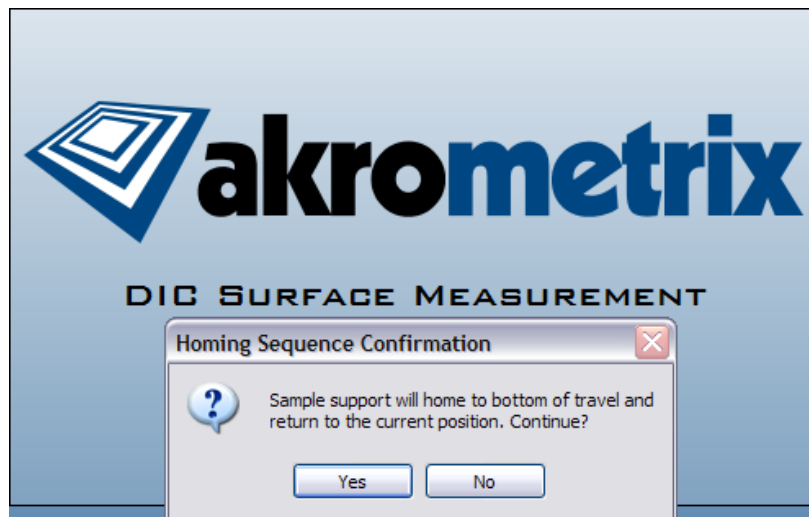 akrometrix
DIC SURFACE MEASUREMENT
Homing Sequence Confirmation
Sample support will home to bottom of travel and
return to the current position. Continue?
Yes No